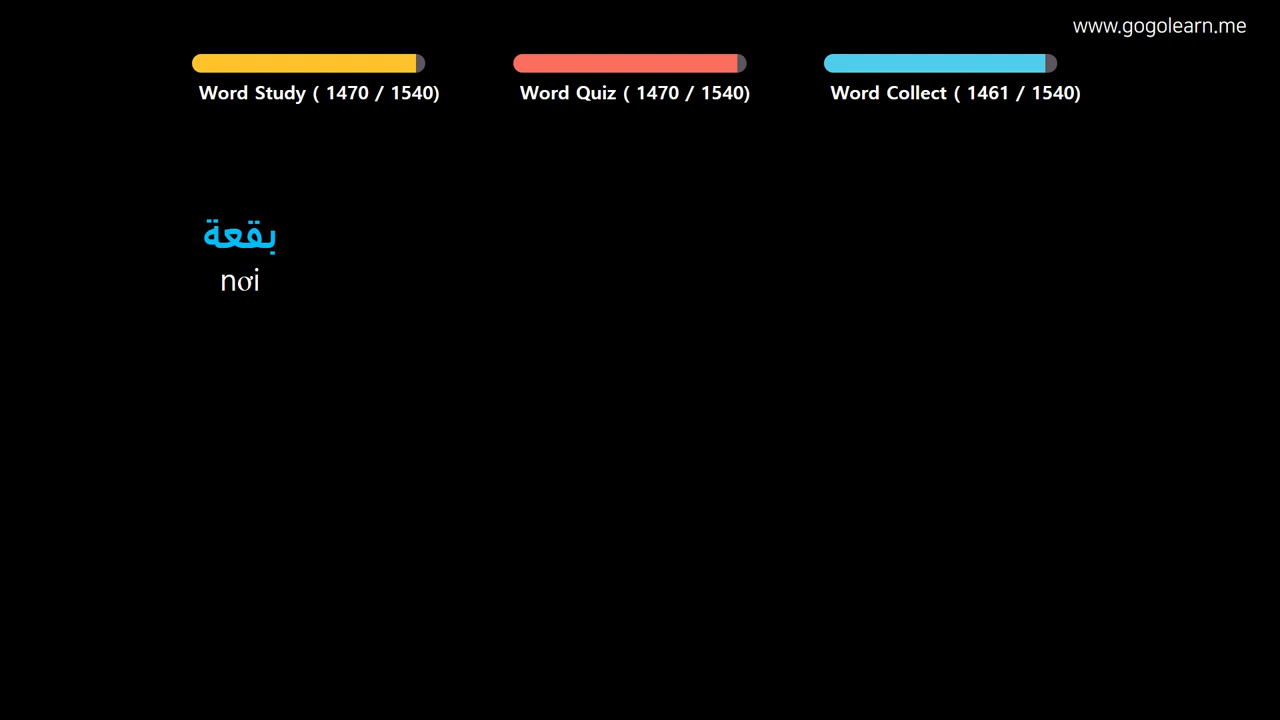 www.gogolearn.me
Word Study ( 1470 / 1540)
Word Quiz ( 1470 / 1540)
Word Collect ( 1461 / 1540)
بقعة
nơi